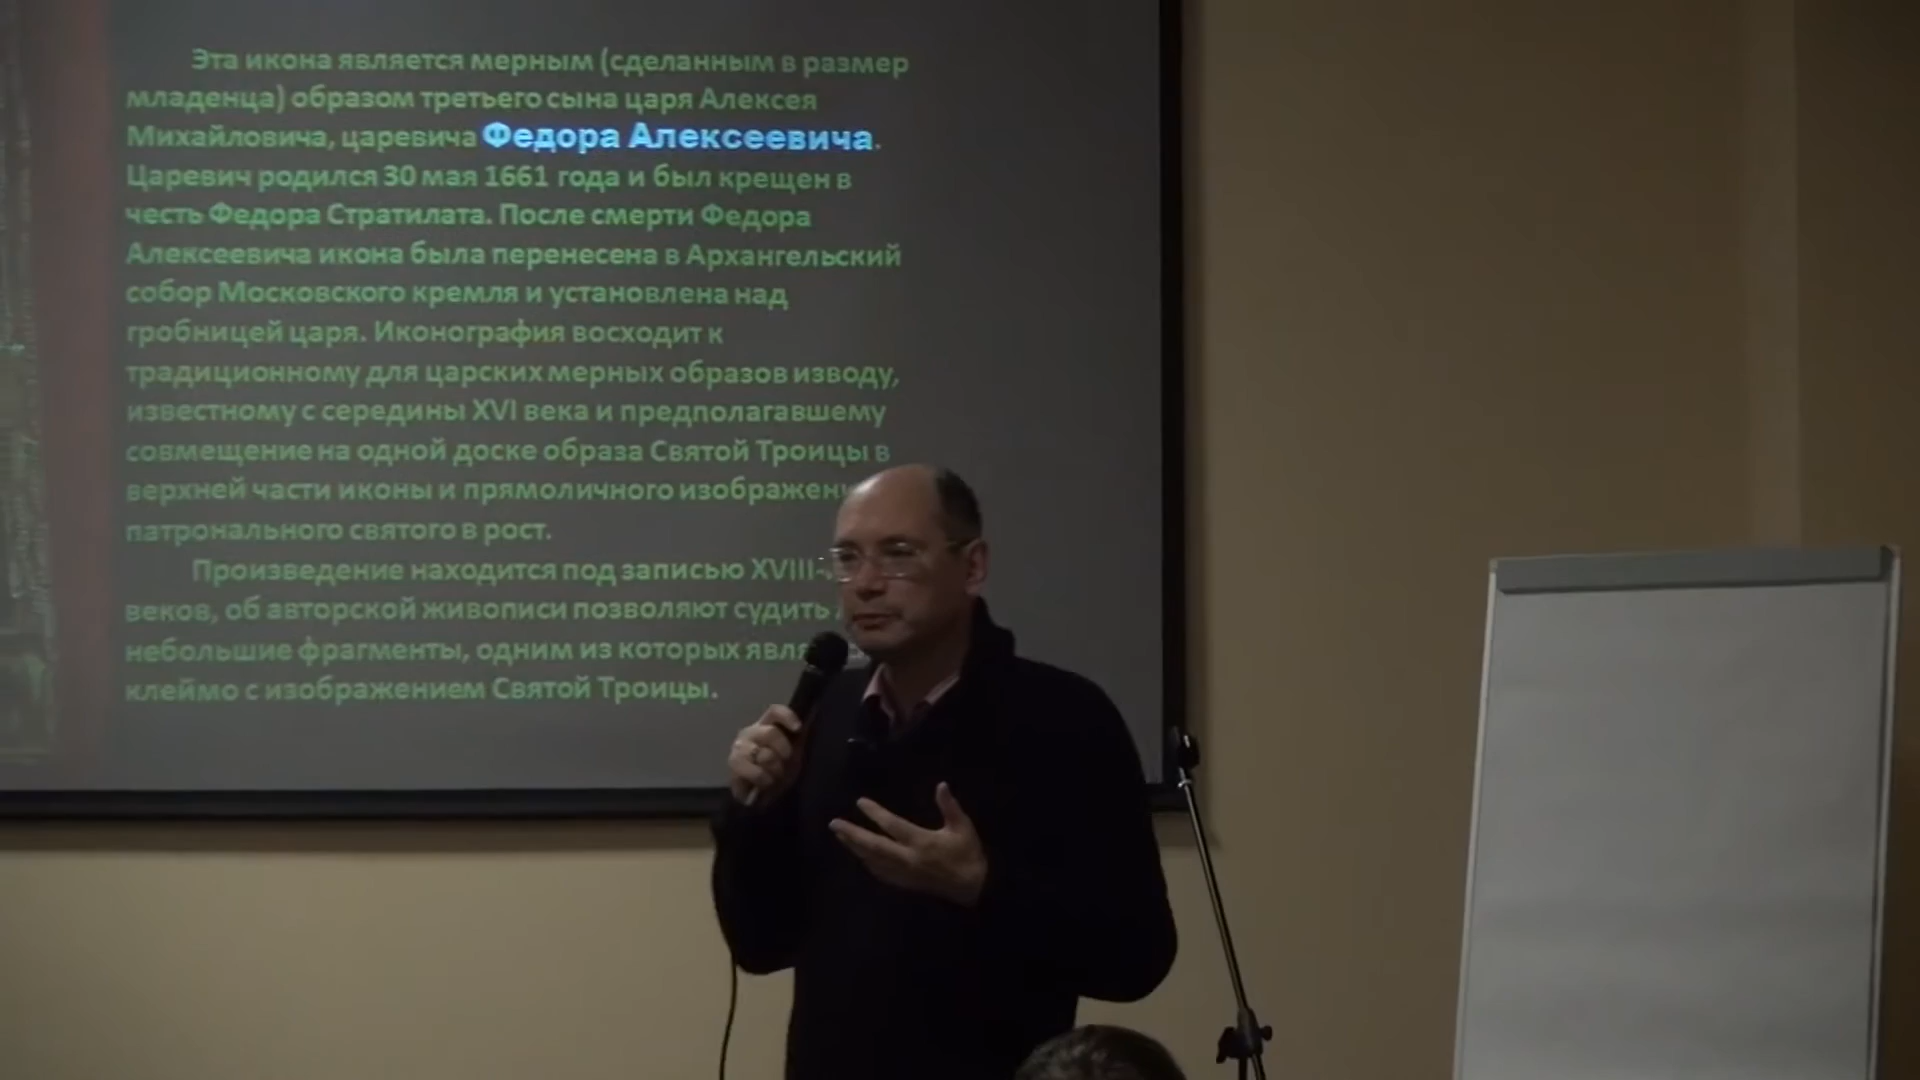 Эта икона является мерным (сделанным в размер
младенца) образом третьего сына царя Алексея
Михайловича, царевича Федора Алексеевича.
Царевич родился 30 мая 1661 года и был крещен в
честь Федора Стратилата. После смерти Федора
Алексеевича икона была перенесена в Архангельский
собор Московского кремля и установлена над
гробницей царя. Иконография восходит к
традиционному для царских мерных образов изводу,
известному с середины XVI века и предполагавшему
совмещение на одной доске образа Святой Троицы в
верхней части иконы и прямоличного
патронального святого в рост.
Произведение находится под записью XVIII-
веков, об авторской живописи позволяют судить
небольшие фрагменты, одним из которых
клеймо с изображением Святой Троицы.